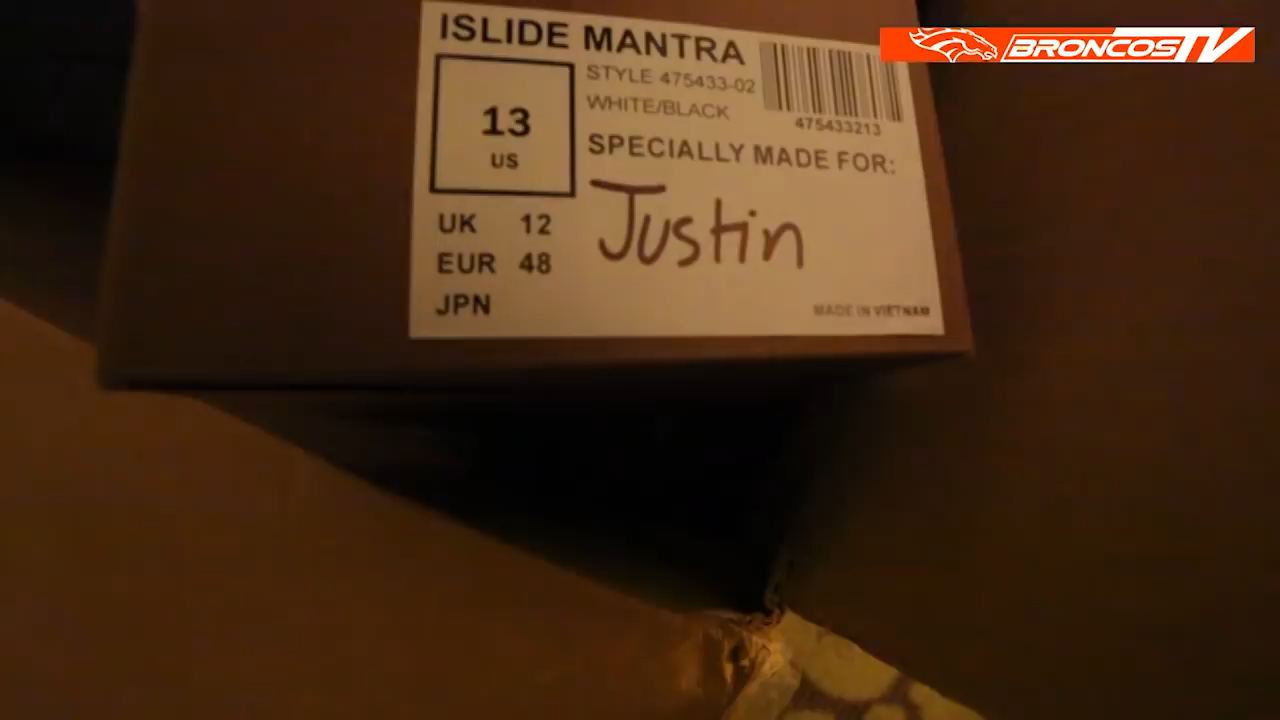 ISLIDE MANTRA
STYLE 475433-02
WHITE/BLACK
475433213
13
US
SPECIALLY MADE FOR:
Justin
UK 12
EUR 48
JPN
MADE IN VIETNAM
BRONCOSTV